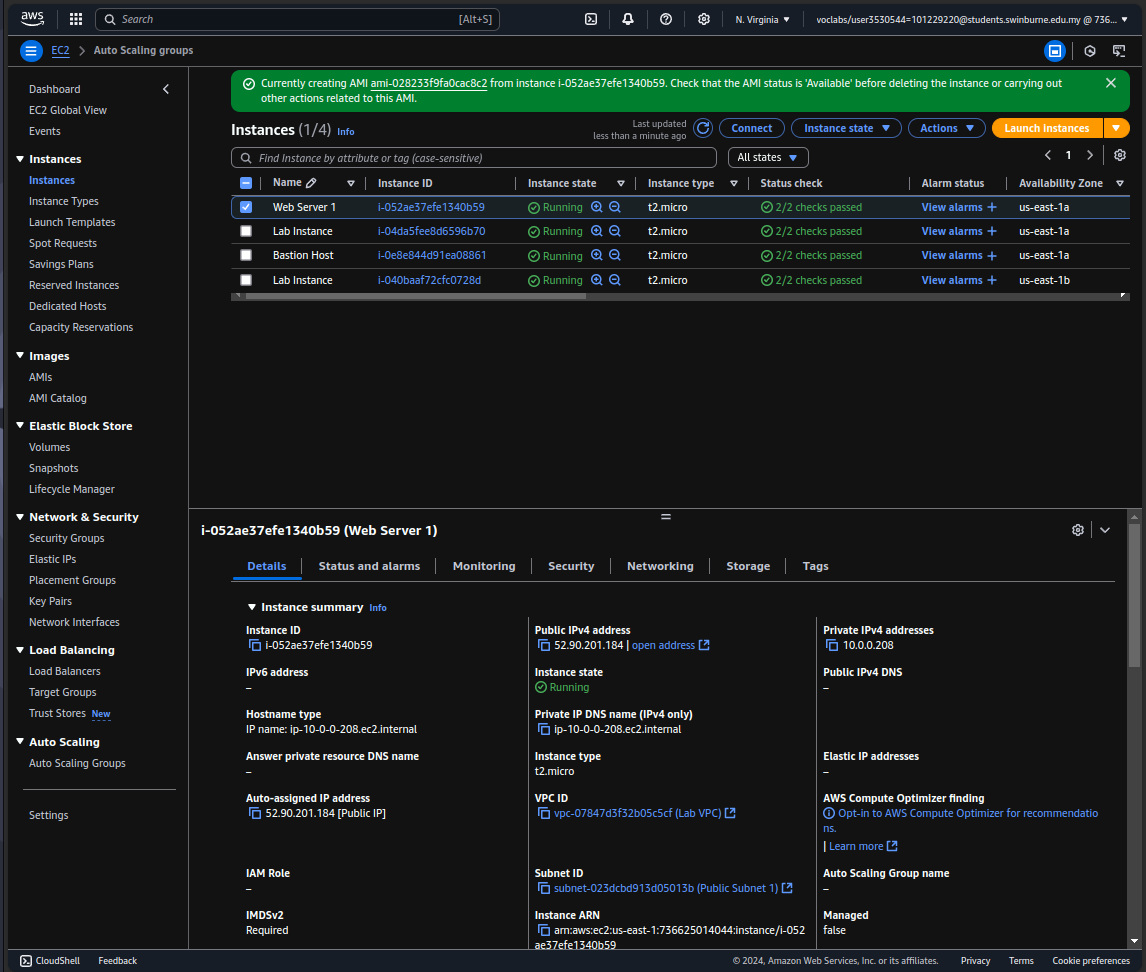 aws
Search [Alt+S] N. Virginia voclabs/user3530544=101229220@students.swinburne.edu.my @ 736...
EC2 Auto Scaling groups
Dashboard
EC2 Global View
Events
Instances
Instances
Instance Types
Launch Templates
Spot Requests
Savings Plans
Reserved Instances
Dedicated Hosts
Capacity Reservations
Images
AMIs
AMI Catalog
Elastic Block Store
Volumes
Snapshots
Lifecycle Manager
Network & Security
Security Groups
Elastic IPs
Placement Groups
Key Pairs
Network Interfaces
Load Balancing
Load Balancers
Target Groups
Trust Stores New
Auto Scaling
Auto Scaling Groups
Settings
Currently creating AMI ami-028233f9fa0cac8c2 from instance i-052ae37efe1340b59. Check that the AMI status is 'Available' before deleting the instance or carrying out
other actions related to this AMI.
Instances (1/4) Info
Last updated
less than a minute ago
Connect Instance state Actions Launch instances
Find Instance by attribute or tag (case-sensitive) All states 1
Name Instance ID Instance state Instance type Status check Alarm status Availability Zone
Web Server 1 i-052ae37efe1340b59 Running t2.micro 2/2 checks passed View alarms + us-east-1a
Lab Instance i-04da5fee8d6596b70 Running t2.micro 2/2 checks passed View alarms + us-east-1a
Bastion Host i-0e8e844d91ea08861 Running t2.micro 2/2 checks passed View alarms + us-east-1a
Lab Instance i-040baaf72cfc0728d Running t2.micro 2/2 checks passed View alarms + us-east-1b
i-052ae37efe1340b59 (Web Server 1)
Details Status and alarms Monitoring Security Networking Storage Tags
Instance summary Info
Instance ID
i-052ae37efe1340b59
Public IPv4 address
52.90.201.184 | open address
Private IPv4 addresses
10.0.0.208
IPv6 address
–
Instance state
Running
Public IPv4 DNS
–
Hostname type
IP name: ip-10-0-0-208.ec2.internal
Private IP DNS name (IPv4 only)
ip-10-0-0-208.ec2.internal
Answer private resource DNS name
–
Instance type
t2.micro
Elastic IP addresses
–
Auto-assigned IP address
52.90.201.184 [Public IP]
VPC ID
vpc-07847d3f32b05c5cf (Lab VPC)
AWS Compute Optimizer finding
Opt-in to AWS Compute Optimizer for recommendatio
ns.
| Learn more
IAM Role
–
Subnet ID
subnet-023dcbd913d05013b (Public Subnet 1)
Auto Scaling Group name
–
IMDSv2
Required
Instance ARN
arn:aws:ec2:us-east-1:736625014044:instance/i-052
ae37efe1340b59
Managed
false
CloudShell Feedback © 2024, Amazon Web Services, Inc. or its affiliates. Privacy Terms Cookie preferences